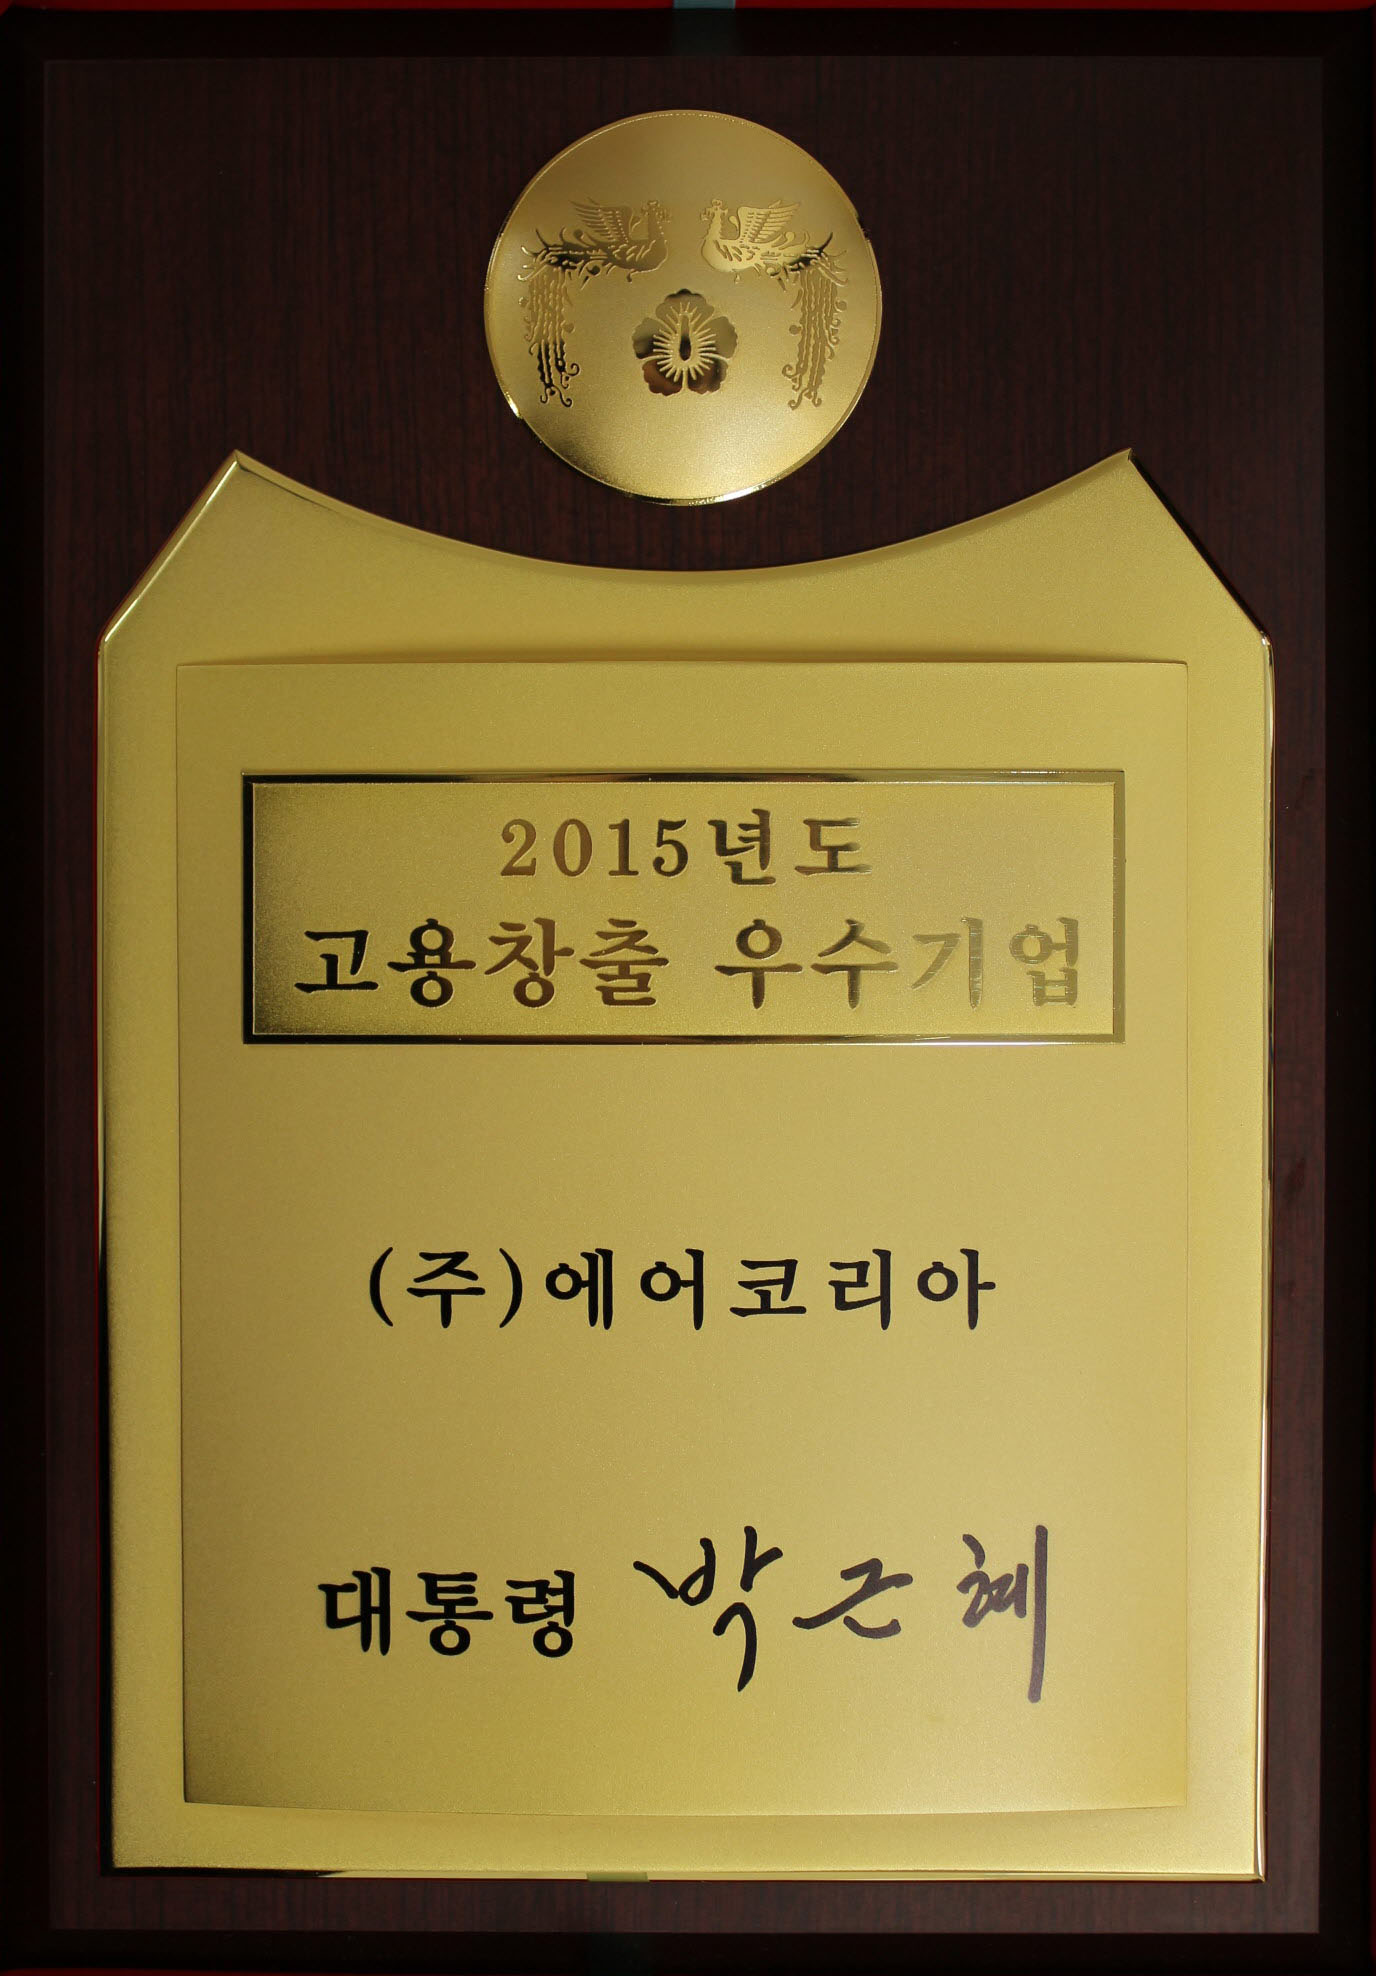 2015년도
고용창출 우수기업
(주)에어코리아
대통령 박근혜